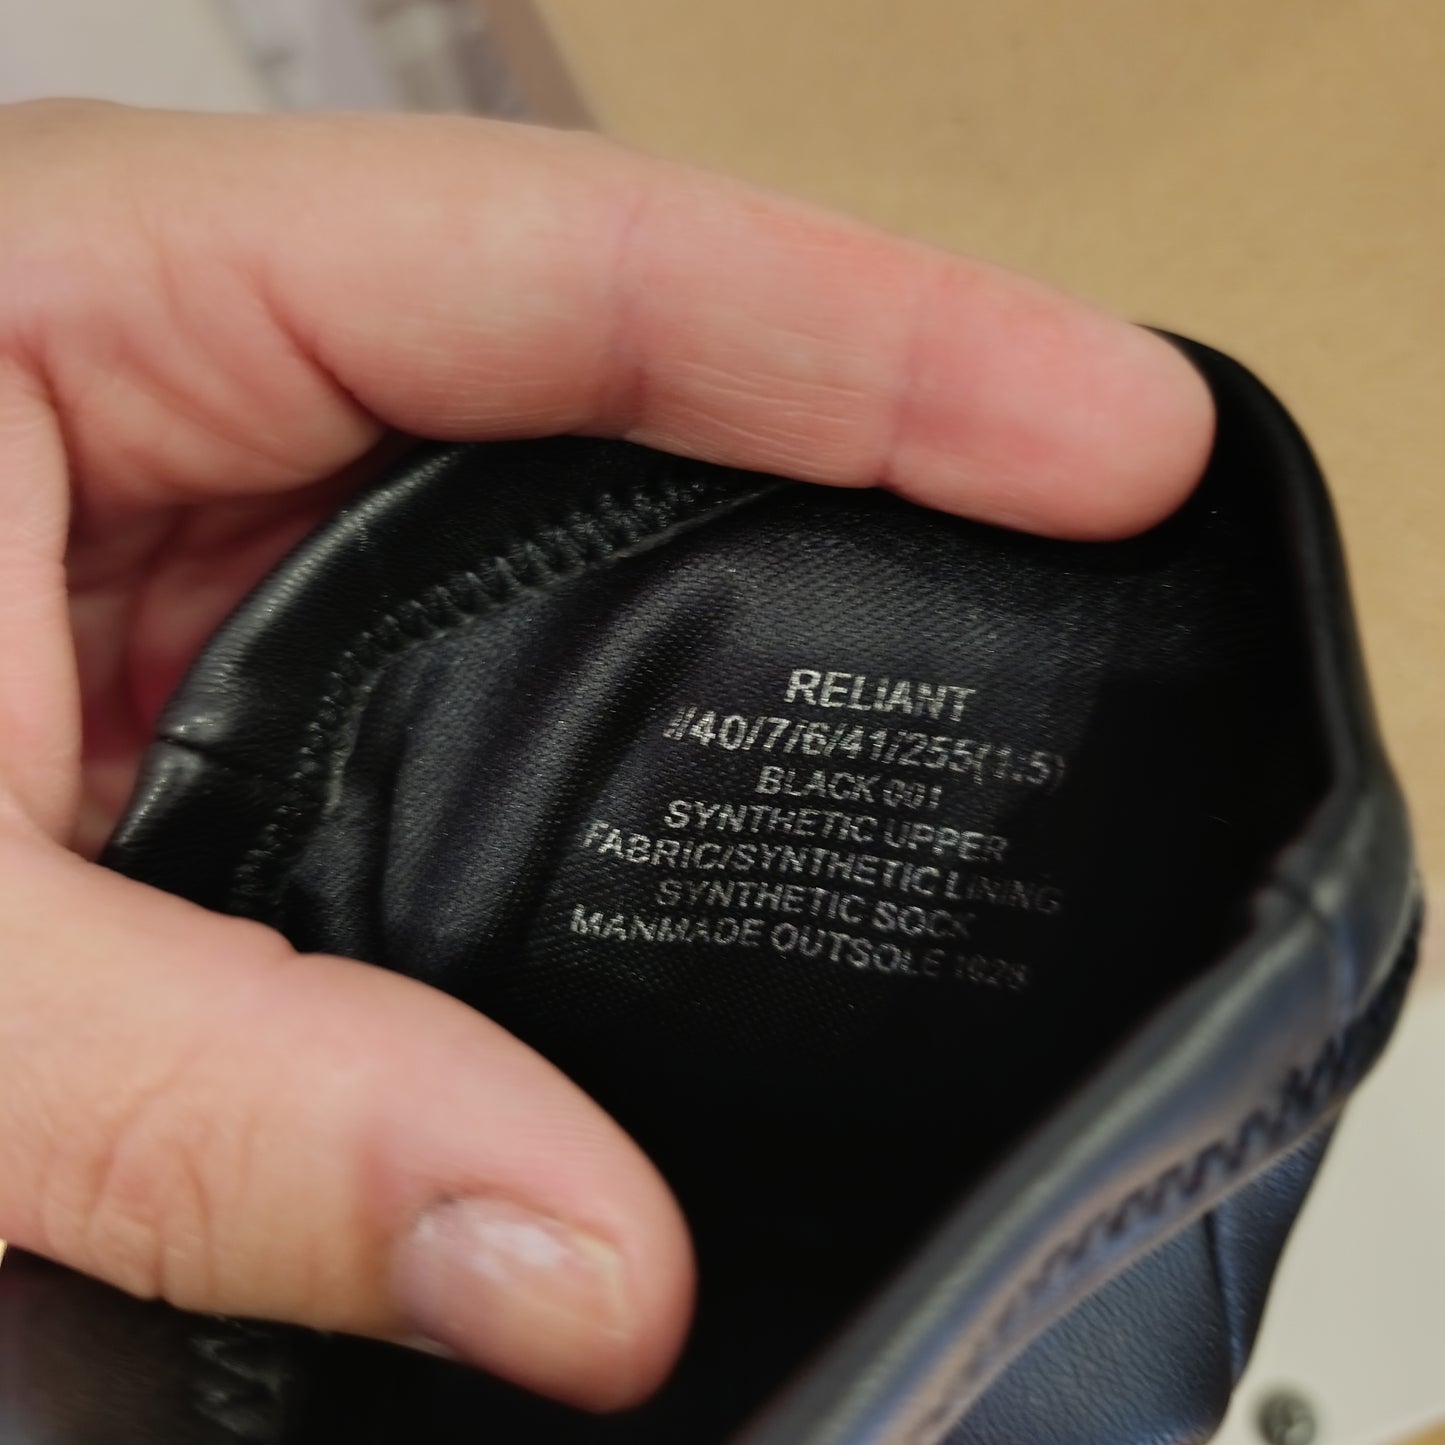 RELIANT
//40/7/6/41/255(1.5)
BLACK 001
SYNTHETIC UPPER
FABRIC/SYNTHETIC LINING
SYNTHETIC SOCK
MANMADE OUTSOLE 1028